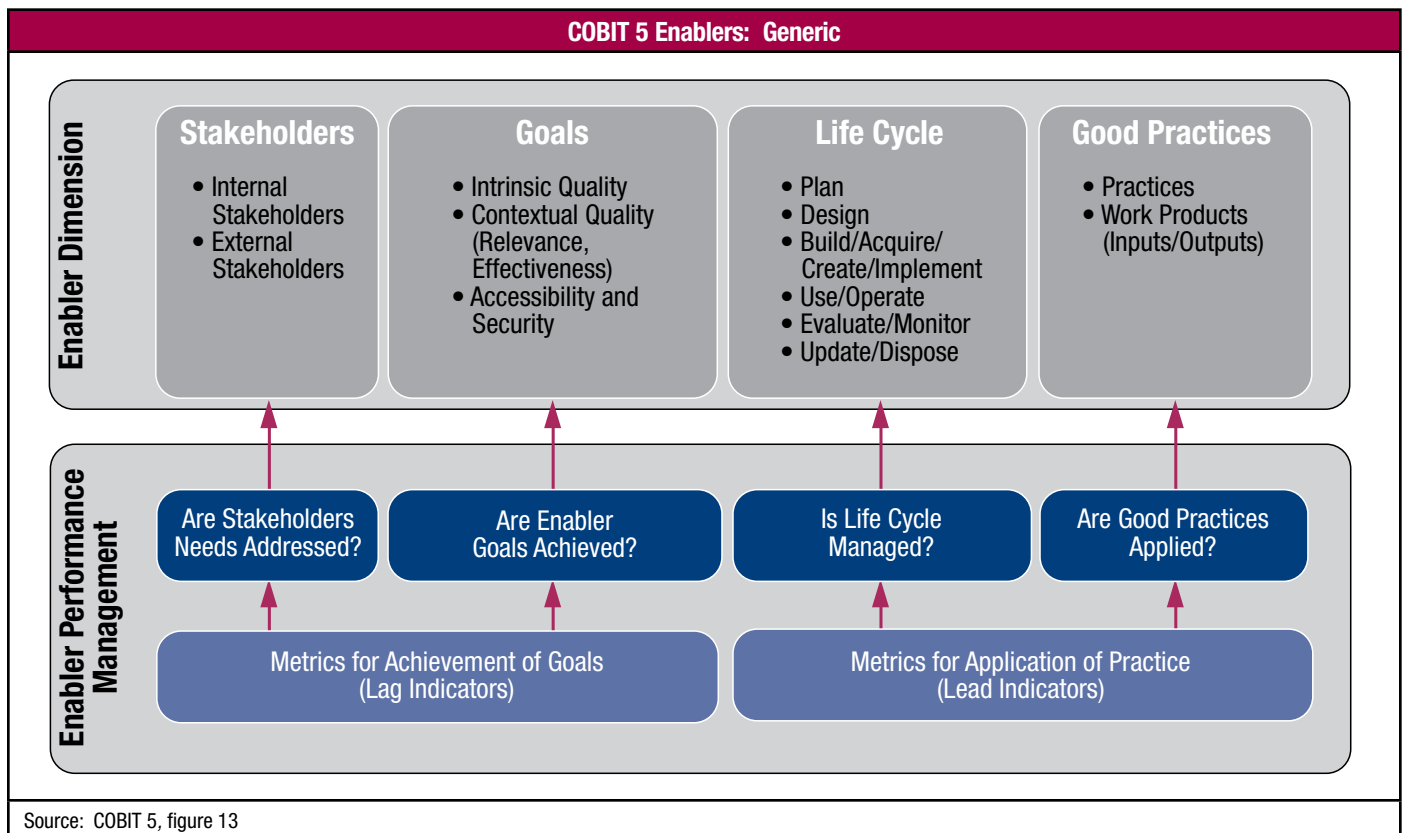 COBIT 5 Enablers: Generic
Enabler Dimension
Stakeholders
• Internal
Stakeholders
• External
Stakeholders
Goals
• Intrinsic Quality
• Contextual Quality
(Relevance,
Effectiveness)
• Accessibility and
Security
Life Cycle
• Plan
• Design
• Build/Acquire/
Create/Implement
• Use/Operate
• Evaluate/Monitor
• Update/Dispose
Good Practices
• Practices
• Work Products
(Inputs/Outputs)
Enabler Performance
Management
Are Stakeholders
Needs Addressed?
Are Enabler
Goals Achieved?
Is Life Cycle
Managed?
Are Good Practices
Applied?
Metrics for Achievement of Goals
(Lag Indicators)
Metrics for Application of Practice
(Lead Indicators)
Source: COBIT 5, figure 13